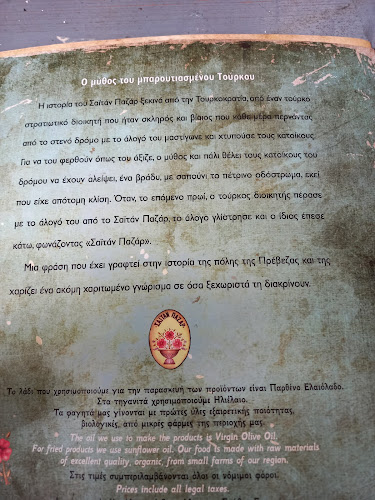 Ο μύθος του μπαρουτιασμένου Τούρκου
Η ιστορία του Σαϊτάν Παζάρ ξεκινά από την Τουρκοκρατία, από έναν τούρκο
στρατιωτικό διοικητή που ήταν σκληρός και βίαιος που κάθε μέρα περνώντας
από το στενό δρόμο με το άλογό του μαστίγωνε και χτυπούσε τους κατοίκους.
Για να του φερθούν όπως του άξιζε, ο μύθος και πάλι θέλει τους κατοίκους του
δρόμου να έχουν αλείψει, ένα βράδυ, με σαπούνι το πέτρινο οδόστρωμα, εκεί
που είχε απότομη κλίση. Όταν, το επόμενο πρωί, ο τούρκος διοικητής πέρασε
με το άλογό του από το Σαϊτάν Παζάρ, το άλογο γλίστρησε και ο ίδιος έπεσε
κάτω, φωνάζοντας «Σαϊτάν Παζάρ».
Μια φράση που έχει γραφτεί στην ιστορία της πόλης της Πρέβεζας και της
χαρίζει ένα ακόμη χαριτωμένο γνώρισμα σε όσα ξεχωριστά τη διακρίνουν.
ΣΑΪΤΑΝ ΠΑΖΑΡ
Το λάδι που χρησιμοποιούμε για την παρασκευή των προϊόντων είναι Παρθένο Ελαιόλαδο.
Στα τηγανιτά χρησιμοποιούμε Ηλιέλαιο.
Τα φαγητά μας γίνονται με πρώτες ύλες εξαιρετικής ποιότητας,
βιολογικές, από μικρές φάρμες της περιοχής μας.
The oil we use to make the products is Virgin Olive Oil.
For fried products we use sunflower oil. Our food is made with raw materials
of excellent quality, organic, from small farms of our region.
Στις τιμές συμπεριλαμβάνονται όλοι οι νόμιμοι φόροι.
Prices include all legal taxes.